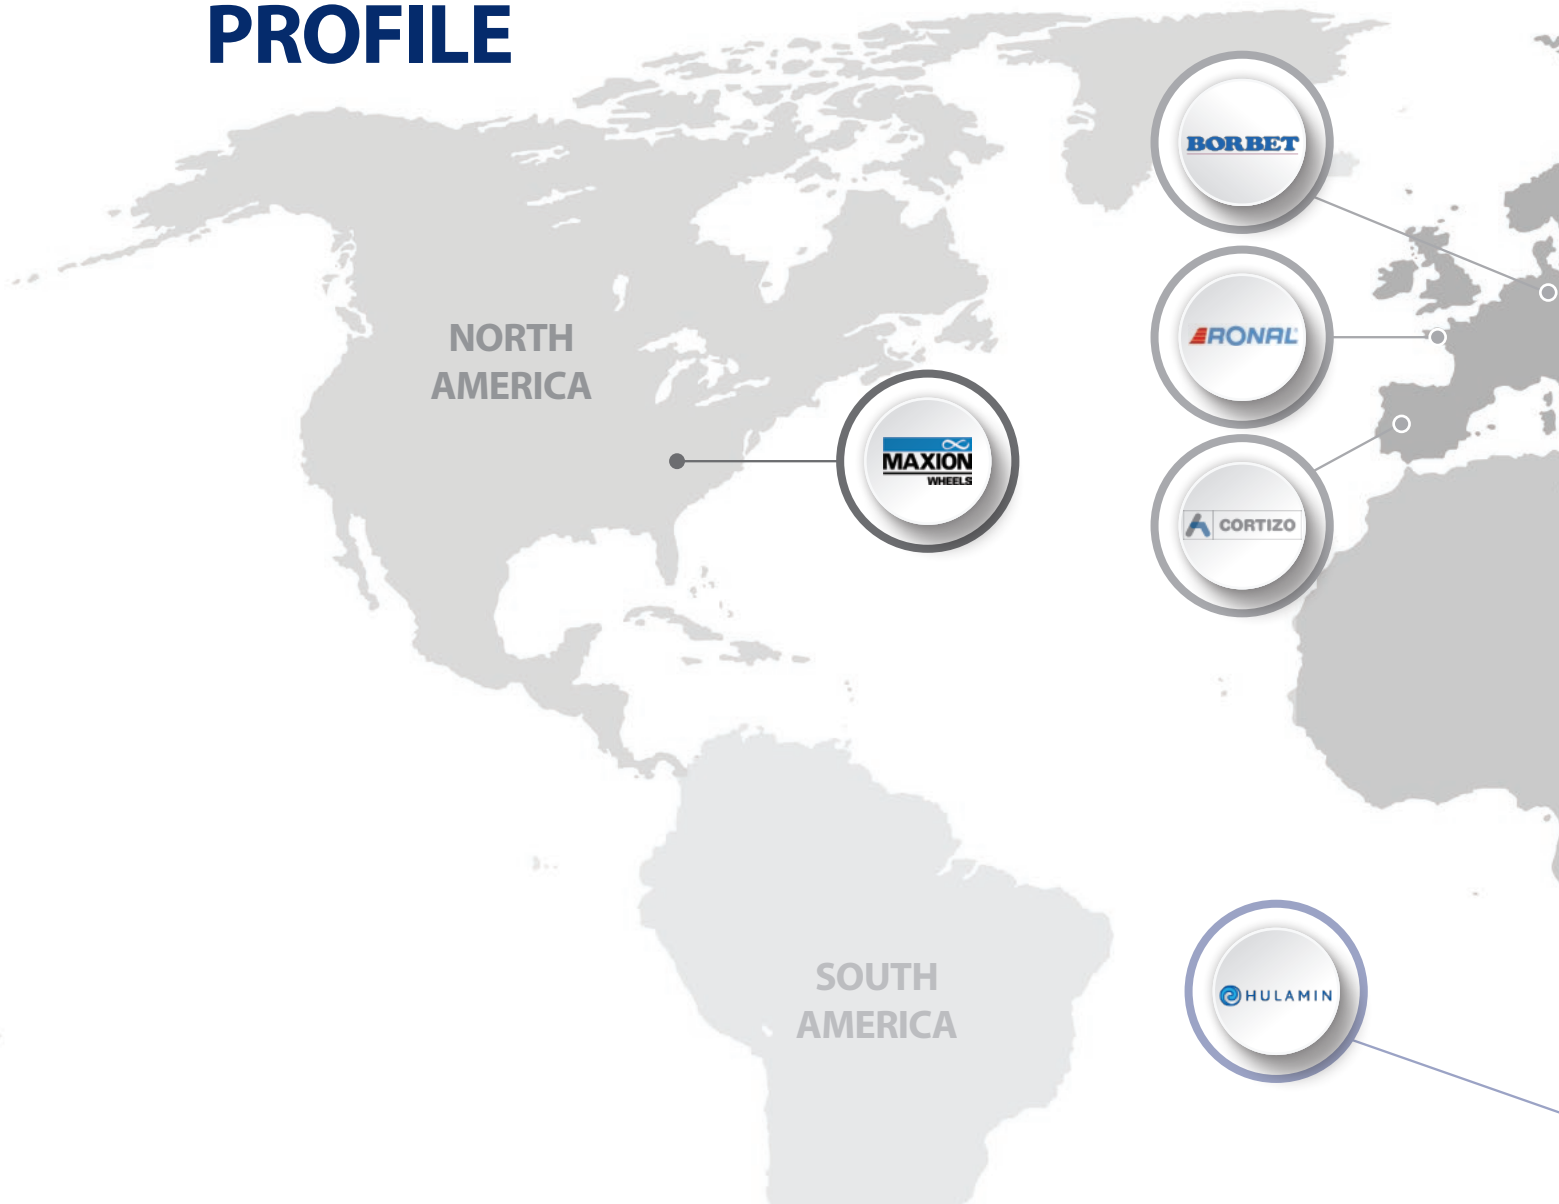 PROFILE
BORBET
NORTH
AMERICA
RONAL
MAXION
WHEELS
CORTIZO
SOUTH
AMERICA
HULAMIN